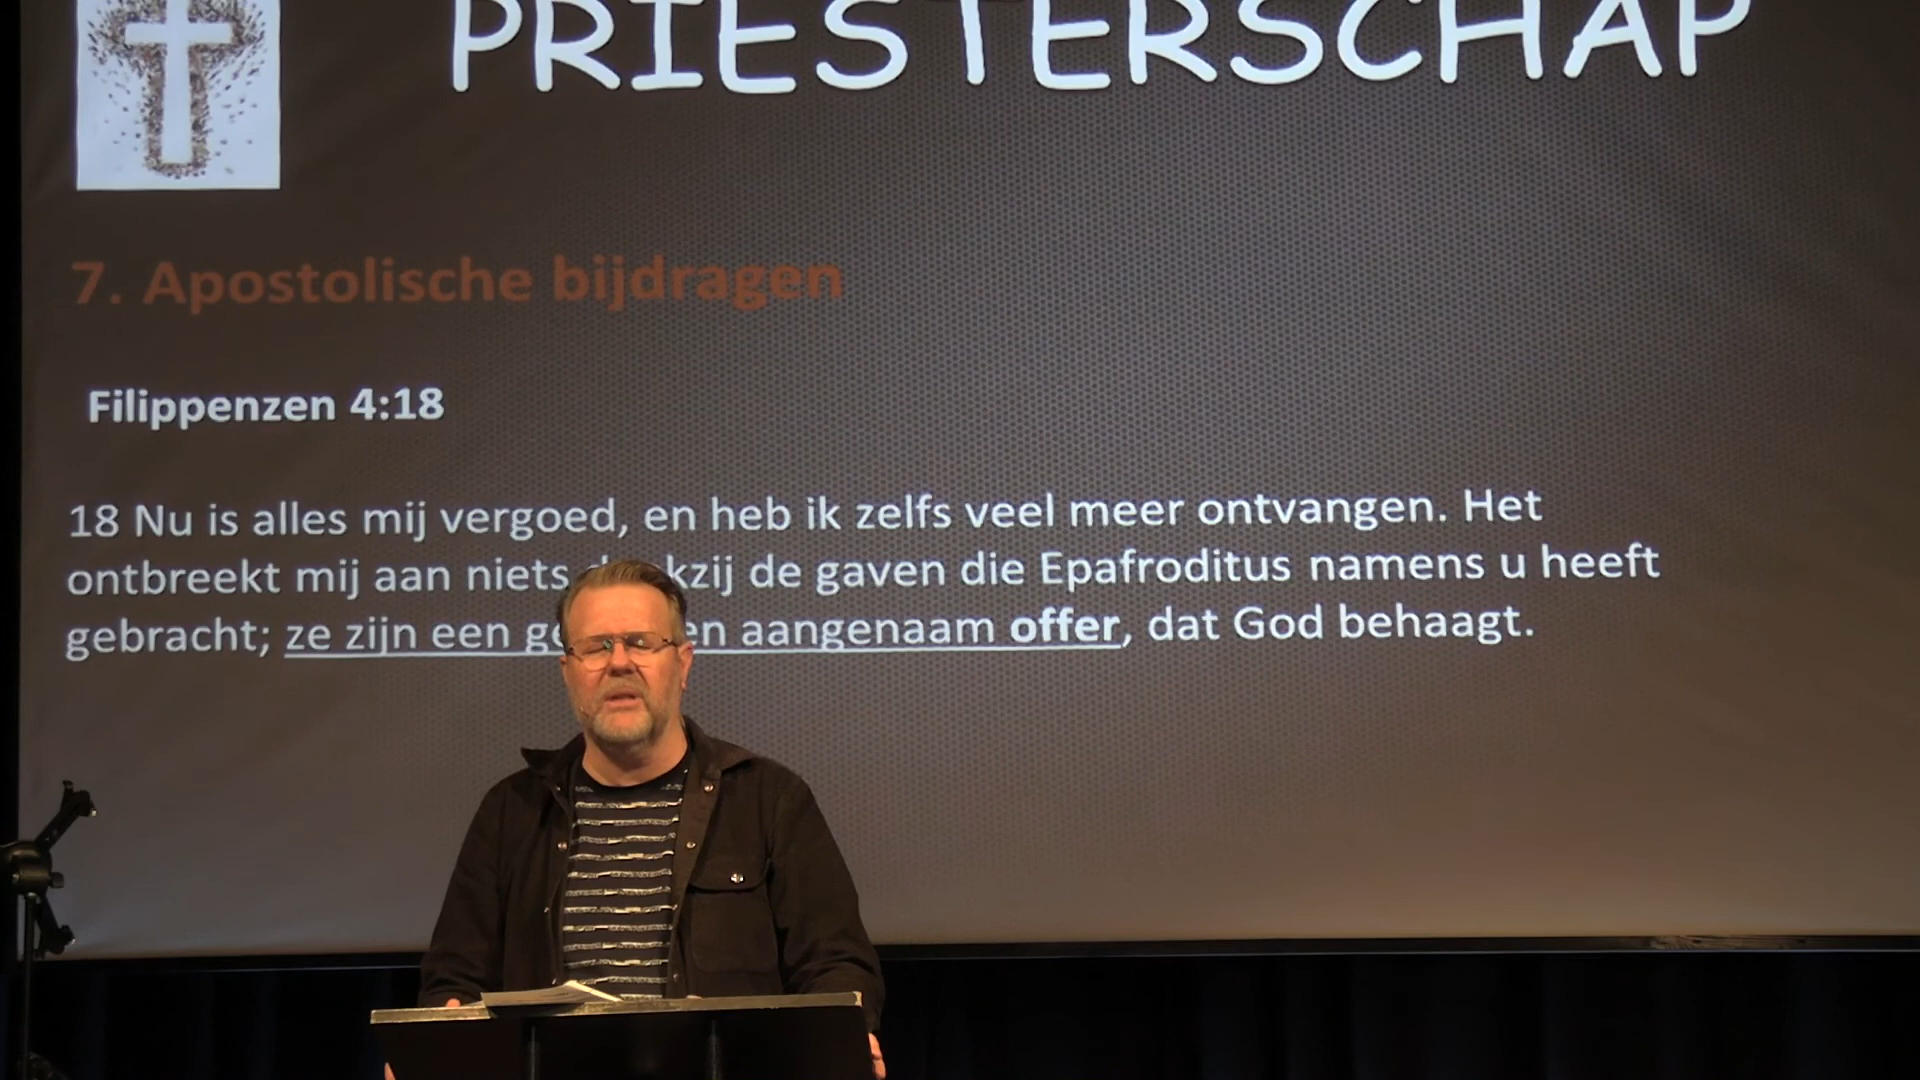 PRIESTERSCHAP
7. Apostolische bijdragen
Filippenzen 4:18
18 Nu is alles mij vergoed, en heb ik zelfs veel meer ontvangen. Het
ontbreekt mij aan niets de gaven die Epafroditus namens u heeft
gebracht; ze zijn een aangenaam offer, dat God behaagt.